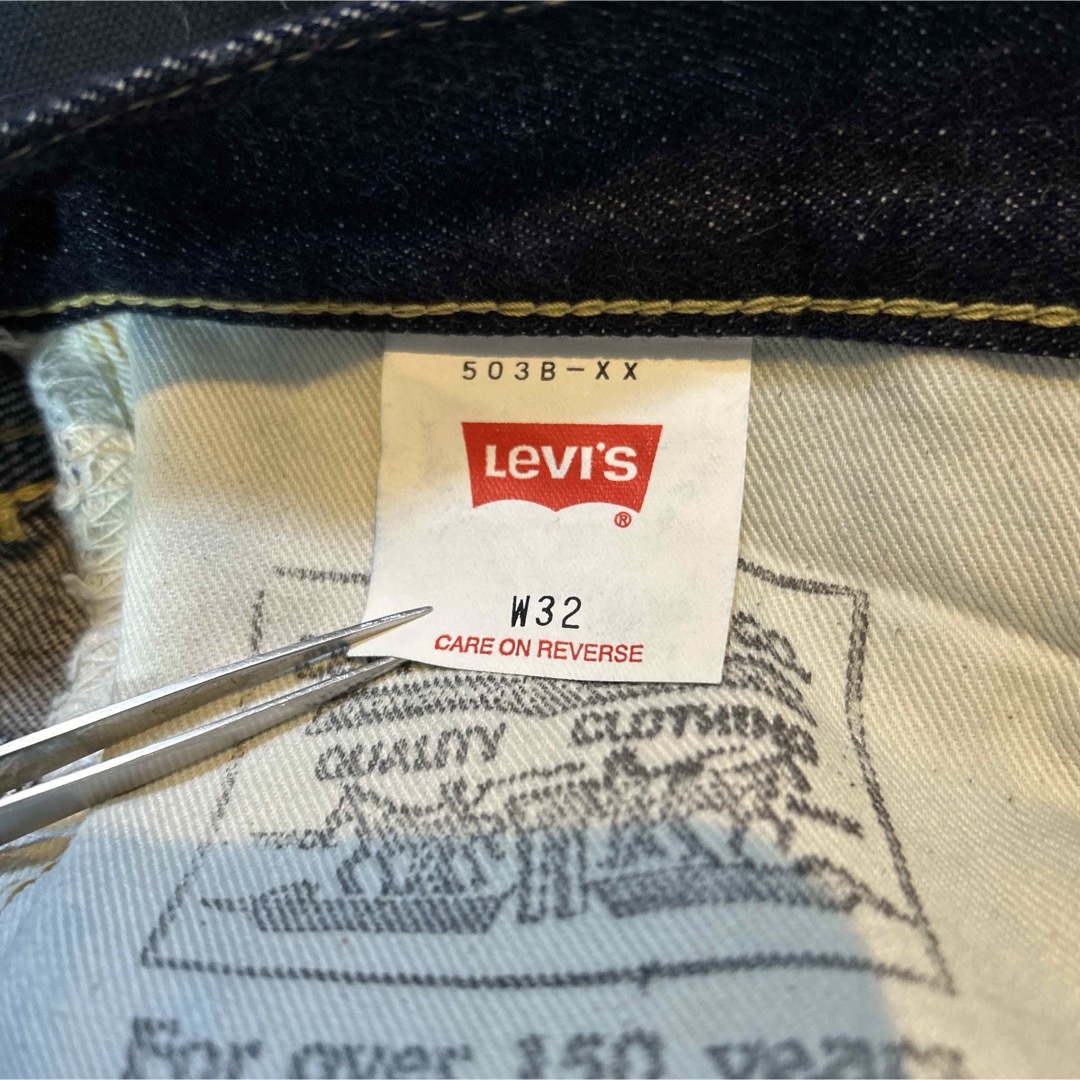 503B-XX
LEVI'S
®
W32
CARE ON REVERSE
QUALITY CLOTHING
For over 150 years